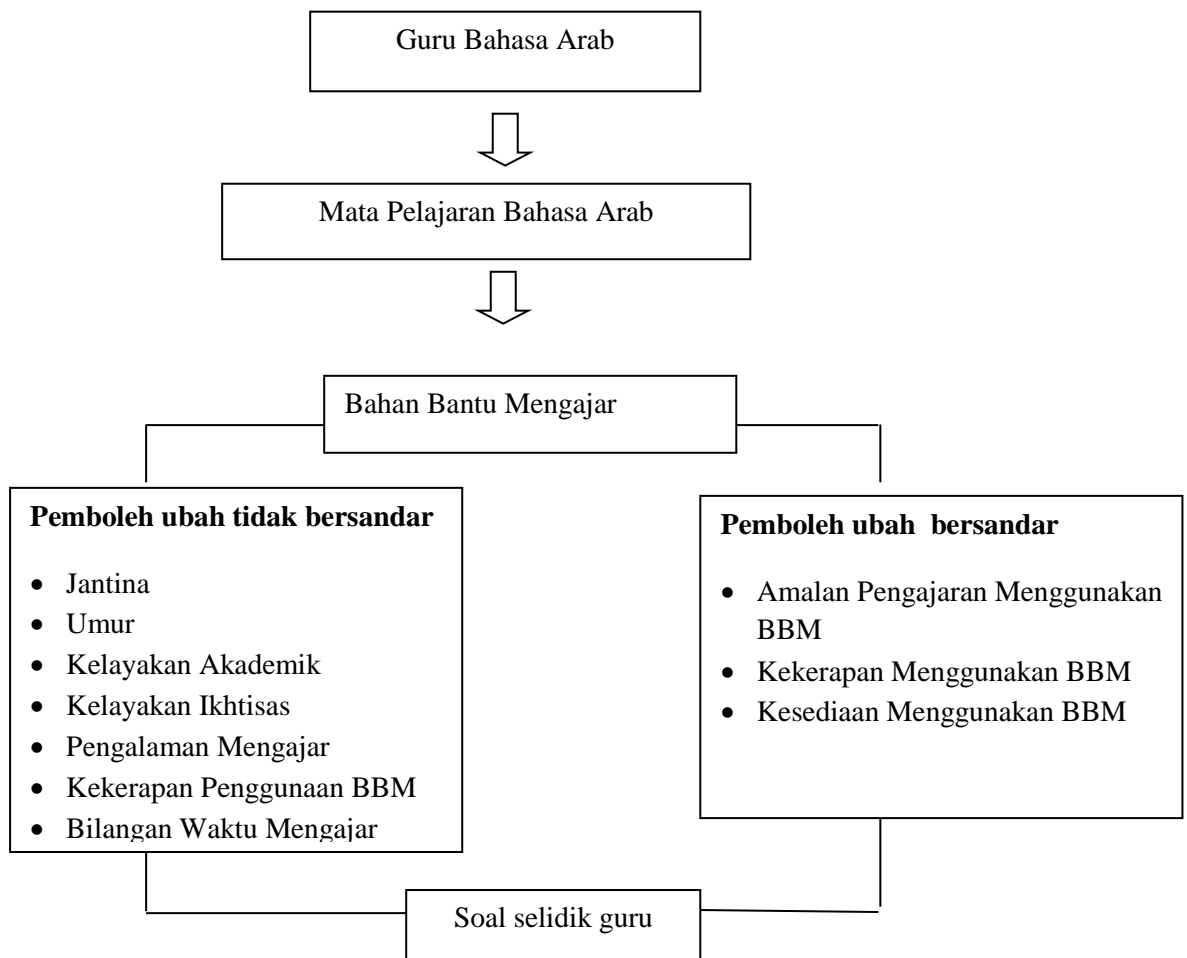 Guru Bahasa Arab
Mata Pelajaran Bahasa Arab
Bahan Bantu Mengajar
Pemboleh ubah tidak bersandar
• Jantina
• Umur
• Kelayakan Akademik
• Kelayakan Ikhtisas
• Pengalaman Mengajar
• Kekerapan Penggunaan BBM
• Bilangan Waktu Mengajar
Pemboleh ubah  bersandar
• Amalan Pengajaran Menggunakan
BBM
• Kekerapan Menggunakan BBM
• Kesediaan Menggunakan BBM
Soal selidik guru